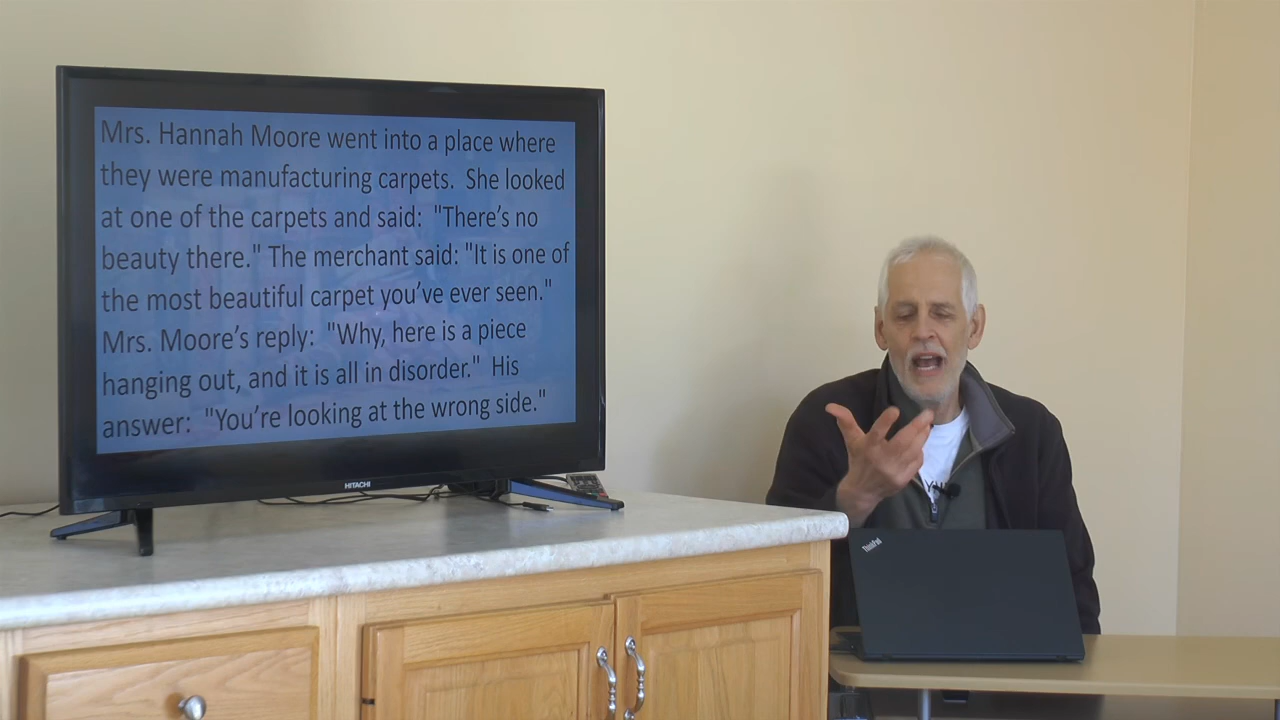 Mrs. Hannah Moore went into a place where
they were manufacturing carpets.  She looked
at one of the carpets and said:  "There's no
beauty there." The merchant said: "It is one of
the most beautiful carpet you've ever seen."
Mrs. Moore's reply:  "Why, here is a piece
hanging out, and it is all in disorder."  His
answer:  "You're looking at the wrong side."
HITACHI
ThinkPad